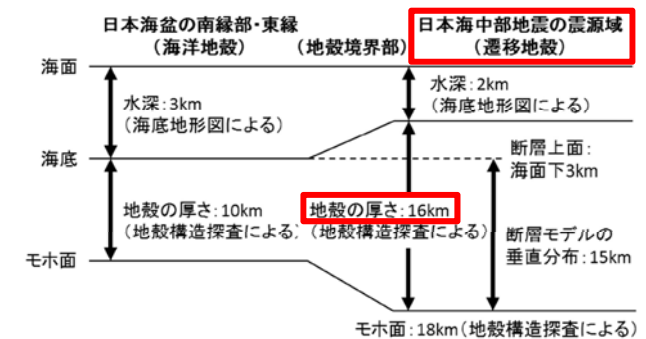 日本海盆の南縁部・東縁
（海洋地殻）
（地殻境界部）
日本海中部地震の震源域
（遷移地殻）
海面
水深：3km
（海底地形図による）
水深：2km
（海底地形図による）
海底
断層上面：
海面下3km
地殻の厚さ：10km
（地殻構造探査による）
地殻の厚さ：16km
（地殻構造探査による）
断層モデルの
垂直分布：15km
モホ面
モホ面：18km（地殻構造探査による）